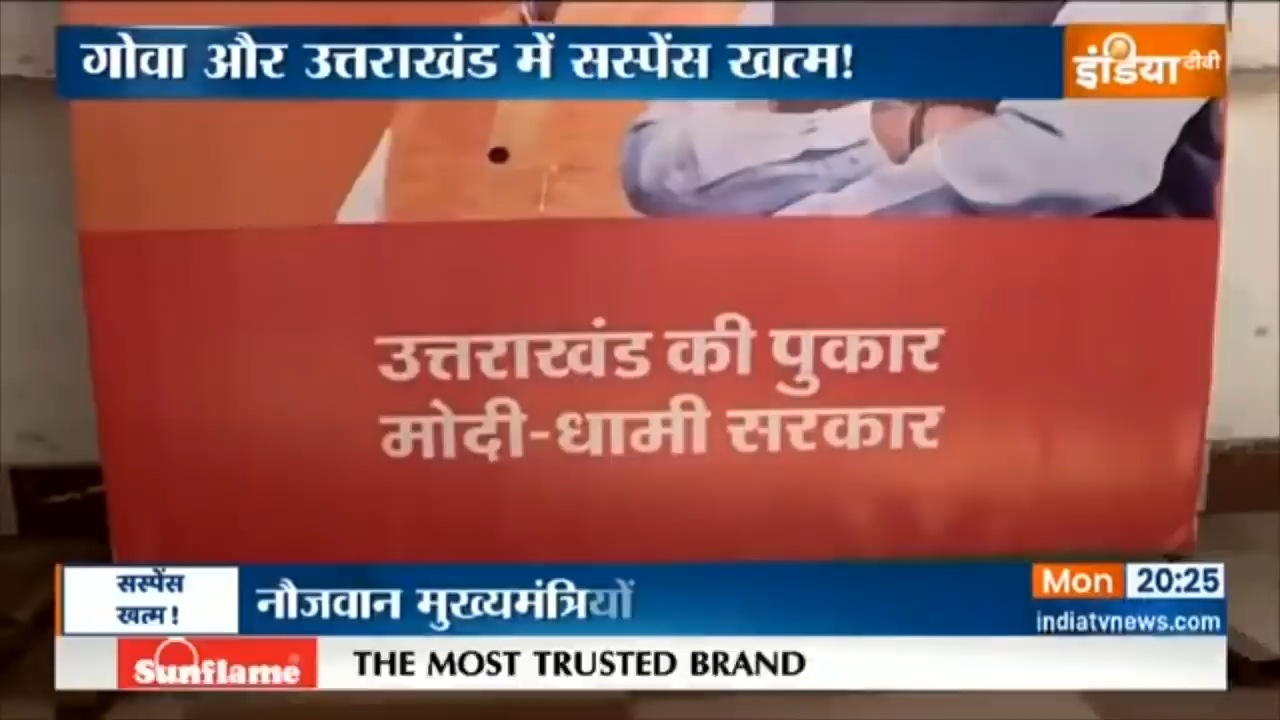 गोवा और उत्तराखंड में सस्पेंस खत्म!
इंडिया टीवी
उत्तराखंड की पुकार
मोदी-धामी सरकार
सस्पेंस
खत्म!
नौजवान मुख्यमंत्रियों
Mon 20:25
indiatvnews.com
Sunflame THE MOST TRUSTED BRAND